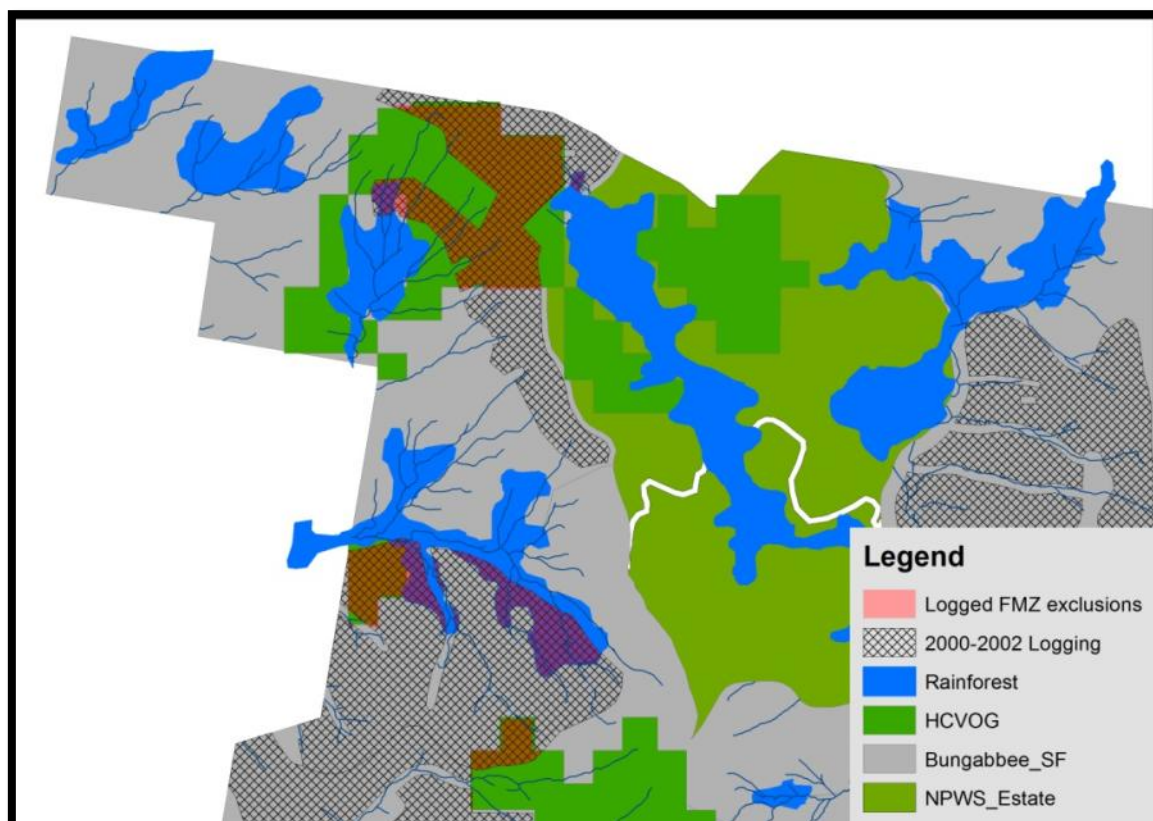 Legend
Logged FMZ exclusions
2000-2002 Logging
Rainforest
HCVOG
Bungabbee_SF
NPWS_Estate